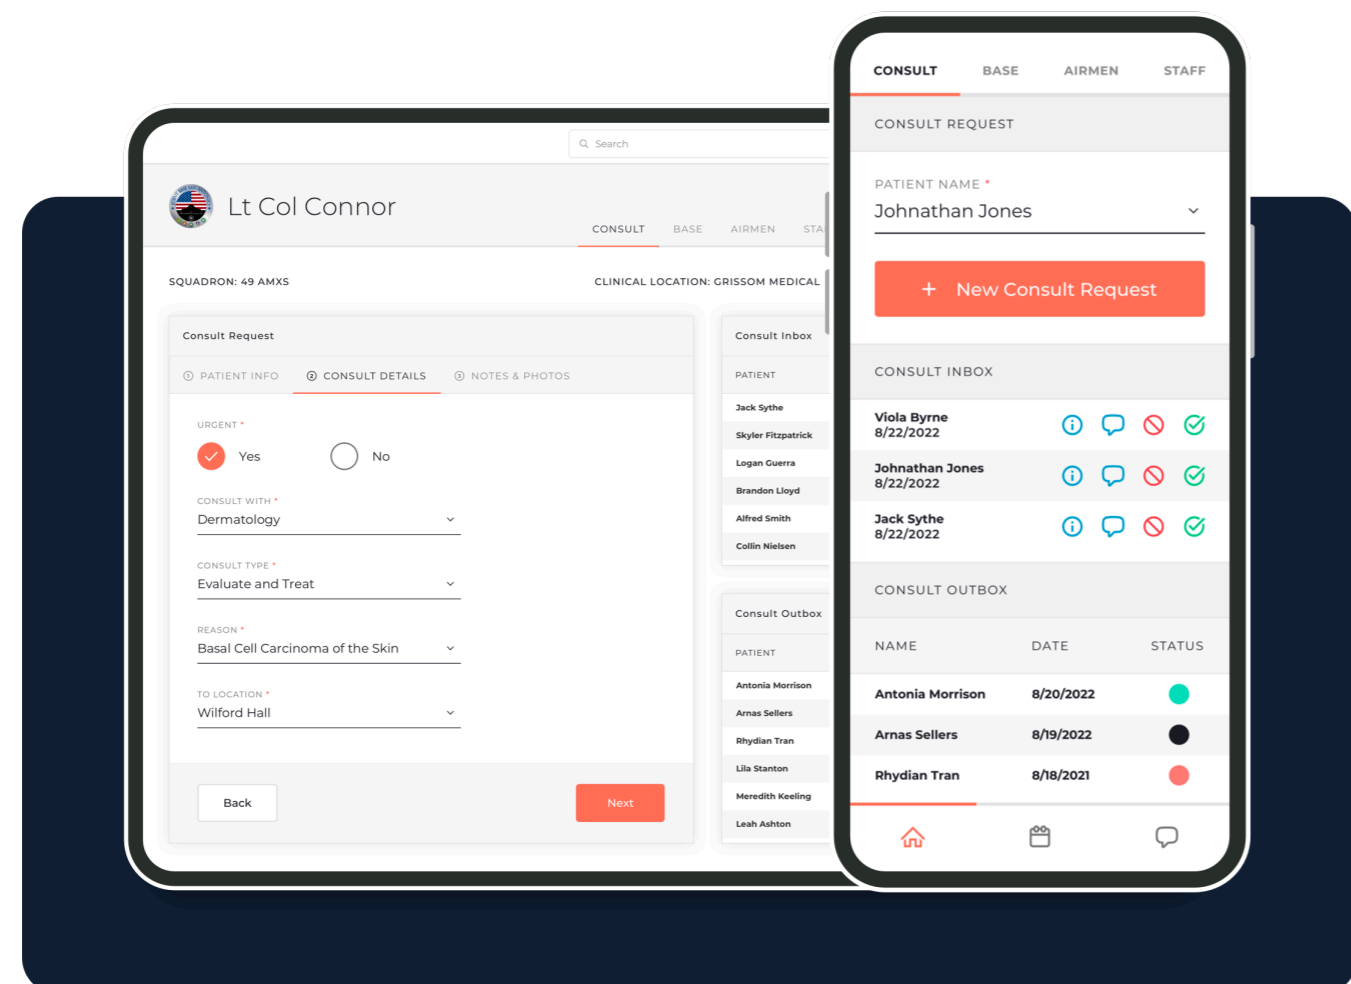 Search
Lt Col Connor
CONSULT BASE AIRMEN STA
SQUADRON: 49 AMXS
CLINICAL LOCATION: GRISSOM MEDICAL
Consult Request
1 PATIENT INFO 2 CONSULT DETAILS 3 NOTES & PHOTOS
URGENT *
Yes No
CONSULT WITH *
Dermatology
CONSULT TYPE *
Evaluate and Treat
REASON *
Basal Cell Carcinoma of the Skin
TO LOCATION *
Wilford Hall
Back Next
Consult Inbox
PATIENT
Jack Sythe
Skyler Fitzpatrick
Logan Guerra
Brandon Lloyd
Alfred Smith
Collin Nielsen
Consult Outbox
PATIENT
Antonia Morrison
Arnas Sellers
Rhydian Tran
Lila Stanton
Meredith Keeling
Leah Ashton
CONSULT BASE AIRMEN STAFF
CONSULT REQUEST
PATIENT NAME *
Johnathan Jones
+ New Consult Request
CONSULT INBOX
Viola Byrne
8/22/2022
Johnathan Jones
8/22/2022
Jack Sythe
8/22/2022
CONSULT OUTBOX
NAME DATE STATUS
Antonia Morrison 8/20/2022
Arnas Sellers 8/19/2022
Rhydian Tran 8/18/2021